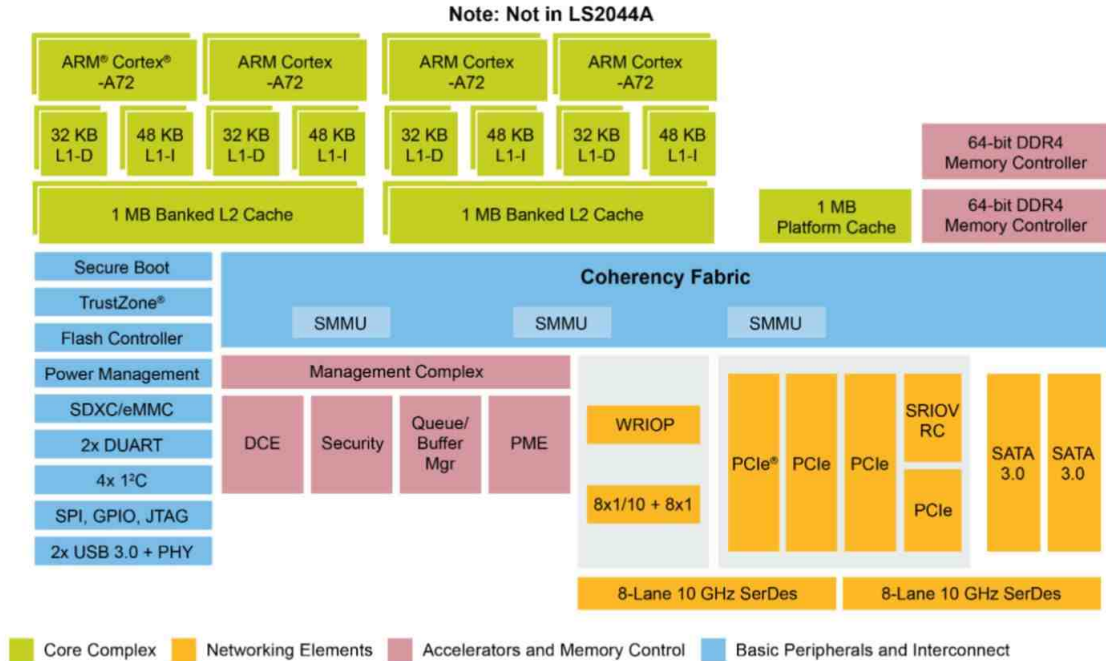 Note: Not in LS2044A
ARM® Cortex®
-A72
ARM Cortex
-A72
ARM Cortex
-A72
ARM Cortex
-A72
32 KB
L1-D
48 KB
L1-I
32 KB
L1-D
48 KB
L1-I
32 KB
L1-D
48 KB
L1-I
32 KB
L1-D
48 KB
L1-I
1 MB Banked L2 Cache
1 MB Banked L2 Cache
1 MB
Platform Cache
64-bit DDR4
Memory Controller
64-bit DDR4
Memory Controller
Secure Boot
TrustZone®
Flash Controller
Power Management
SDXC/eMMC
2x DUART
4x 1²C
SPI, GPIO, JTAG
2x USB 3.0 + PHY
Coherency Fabric
SMMU
SMMU
SMMU
Management Complex
DCE
Security
Queue/
Buffer
Mgr
PME
WRIOP
8x1/10 + 8x1
PCIe®
PCIe
PCIe
SRIOV
RC
PCIe
SATA
3.0
SATA
3.0
8-Lane 10 GHz SerDes
8-Lane 10 GHz SerDes
Core Complex
Networking Elements
Accelerators and Memory Control
Basic Peripherals and Interconnect